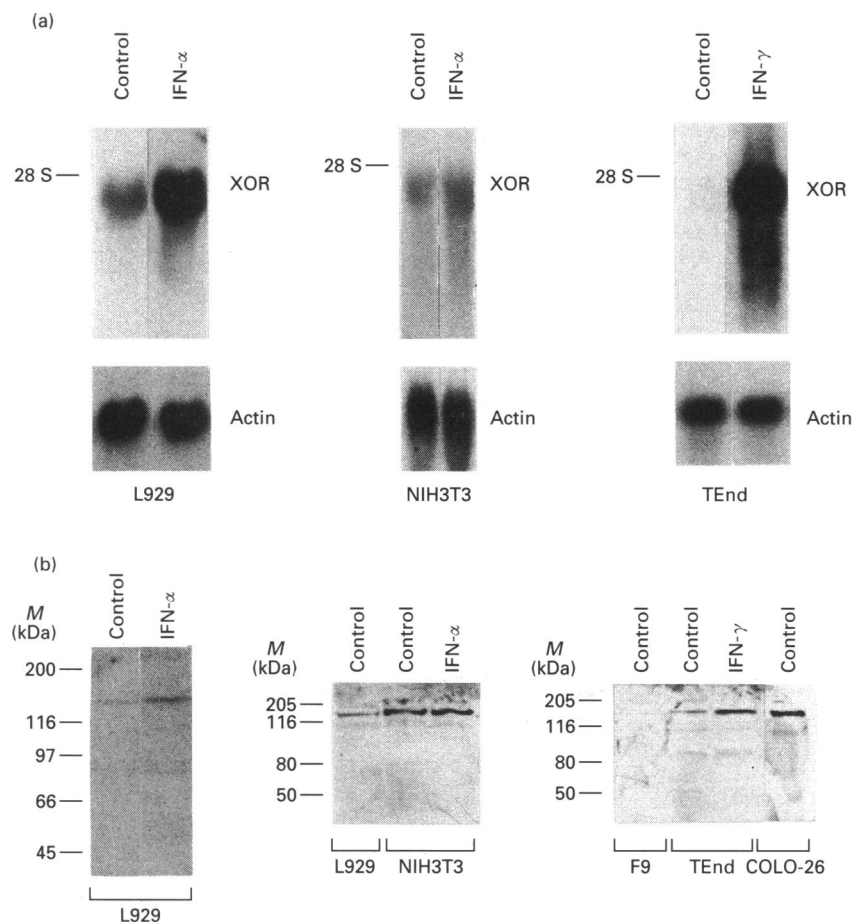 (a)
Control
IFN-α
28 S
XOR
Actin
L929
Control
IFN-α
28 S
XOR
Actin
NIH3T3
Control
IFN-γ
28 S
XOR
Actin
TEnd
(b)
M
(kDa)
Control
IFN-α
200
116
97
66
45
L929
M
(kDa)
Control
Control
IFN-α
205
116
80
50
L929 NIH3T3
M
(kDa)
Control
Control
IFN-γ
Control
205
116
80
50
F9 TEnd COLO-26